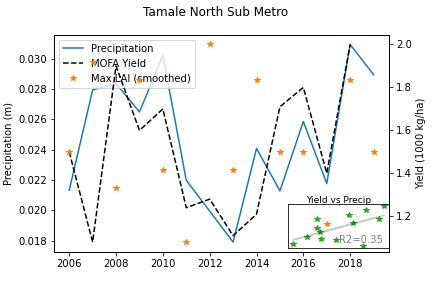 Tamale North Sub Metro
Precipitation
MOFA Yield
Max LAI (smoothed)
Precipitation (m)
0.030
0.028
0.026
0.024
0.022
0.020
0.018
2.0
1.8
1.6
1.4
1.2
Yield (1000 kg/ha)
Yield vs Precip
R2=0.35
2006 2008 2010 2012 2014 2016 2018